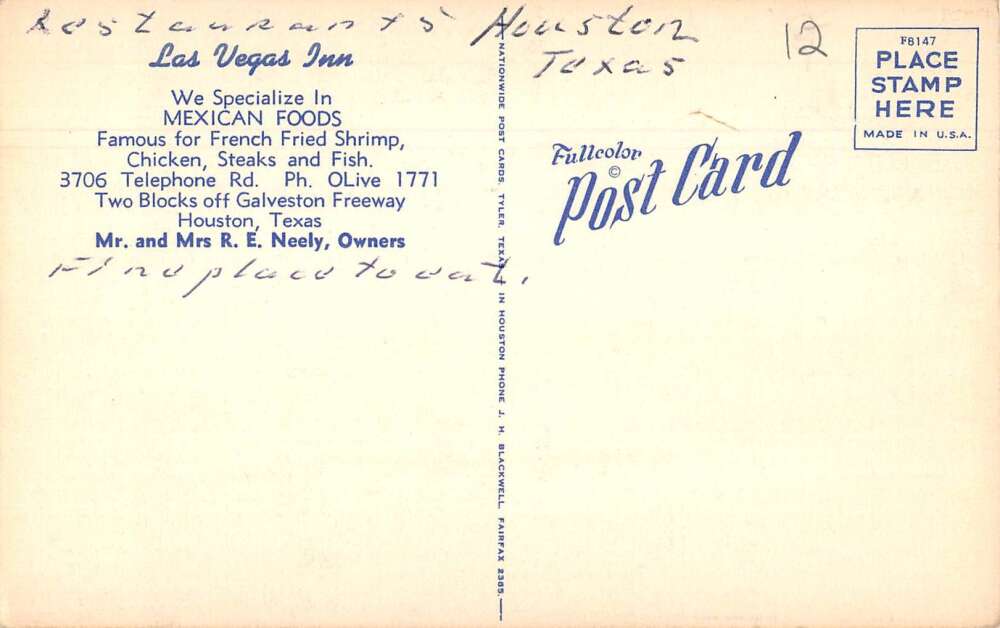 Restaurants Houston
Texas
12
Las Vegas Inn
We Specialize In
MEXICAN FOODS
Famous for French Fried Shrimp,
Chicken, Steaks and Fish.
3706 Telephone Rd. Ph. OLive 1771
Two Blocks off Galveston Freeway
Houston, Texas
Mr. and Mrs R. E. Neely, Owners
Fine place to eat.
NATIONWIDE POST CARDS, TYLER, TEXAS IN HOUSTON PHONE J. H. BLACKWELL, FAIRFAX 2385.
Fullcolor
©
Post Card
F8147
PLACE
STAMP
HERE
MADE IN U.S.A.